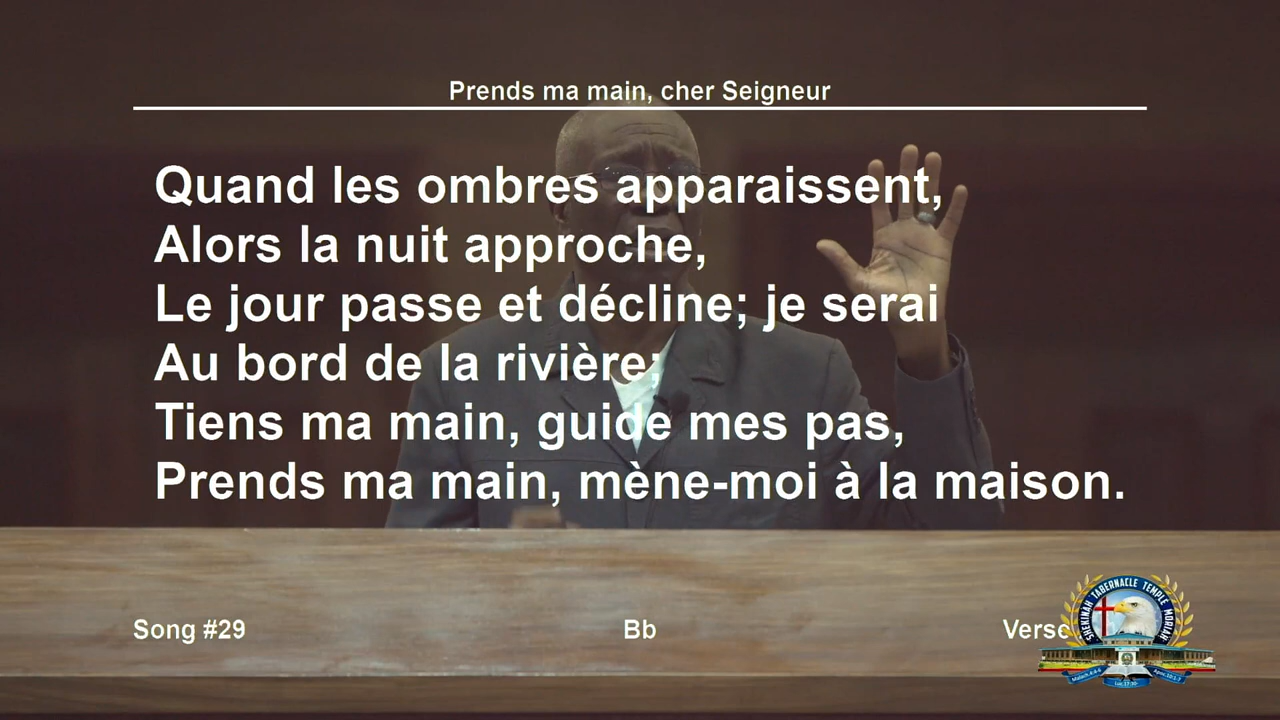 Prends ma main, cher Seigneur
Quand les ombres apparaissent,
Alors la nuit approche,
Le jour passe et décline; je serai
Au bord de la rivière;
Tiens ma main, guide mes pas,
Prends ma main, mène-moi à la maison.
Song #29
Bb
Verse
SHEKINAH TABERNACLE TEMPLE MORIAH